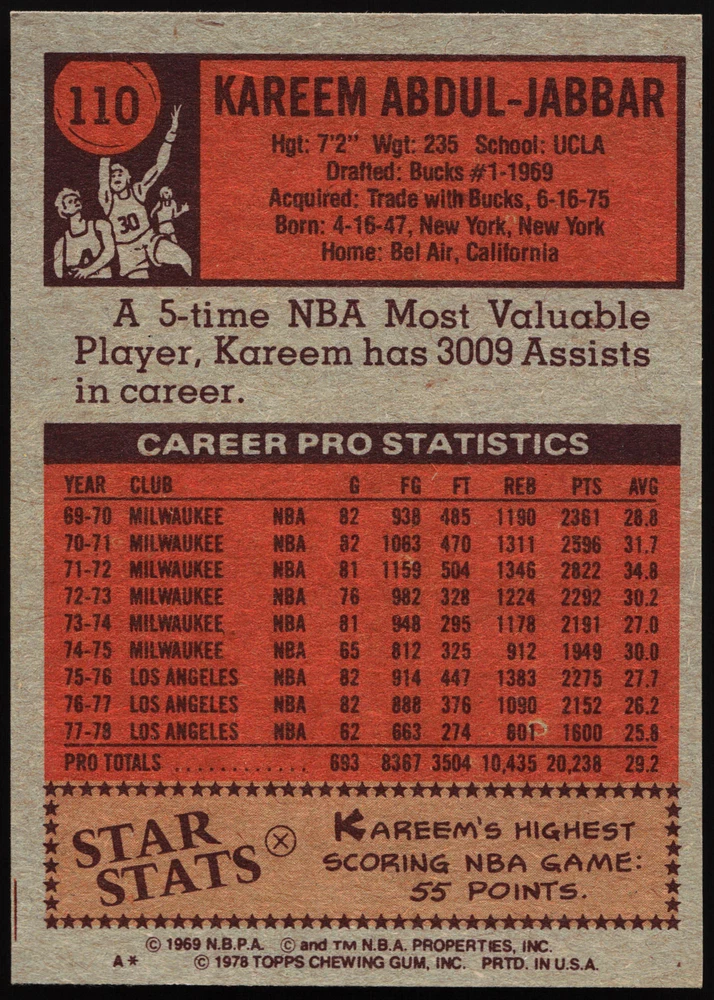 110
30
KAREEM ABDUL-JABBAR
Hgt: 7'2" Wgt: 235 School: UCLA
Drafted: Bucks #1-1969
Acquired: Trade with Bucks, 6-16-75
Born: 4-16-47, New York, New York
Home: Bel Air, California
A 5-time NBA Most Valuable
Player, Kareem has 3009 Assists
in career.
CAREER PRO STATISTICS
YEAR CLUB G FG FT REB PTS AVG
69-70 MILWAUKEE NBA 82 938 485 1190 2361 28.8
70-71 MILWAUKEE NBA 82 1063 470 1311 2596 31.7
71-72 MILWAUKEE NBA 81 1159 504 1346 2822 34.8
72-73 MILWAUKEE NBA 76 982 328 1224 2292 30.2
73-74 MILWAUKEE NBA 81 948 295 1178 2191 27.0
74-75 MILWAUKEE NBA 65 812 325 912 1949 30.0
75-76 LOS ANGELES NBA 82 914 447 1383 2275 27.7
76-77 LOS ANGELES NBA 82 888 376 1090 2152 26.2
77-78 LOS ANGELES NBA 62 663 274 801 1600 25.8
PRO TOTALS ............ 693 8367 3504 10,435 20,238 29.2
STAR
STATS
KAREEM'S HIGHEST
SCORING NBA GAME:
55 POINTS.
© 1969 N.B.P.A. © and TM N.B.A. PROPERTIES, INC.
A* © 1978 TOPPS CHEWING GUM, INC. PRTD. IN U.S.A.